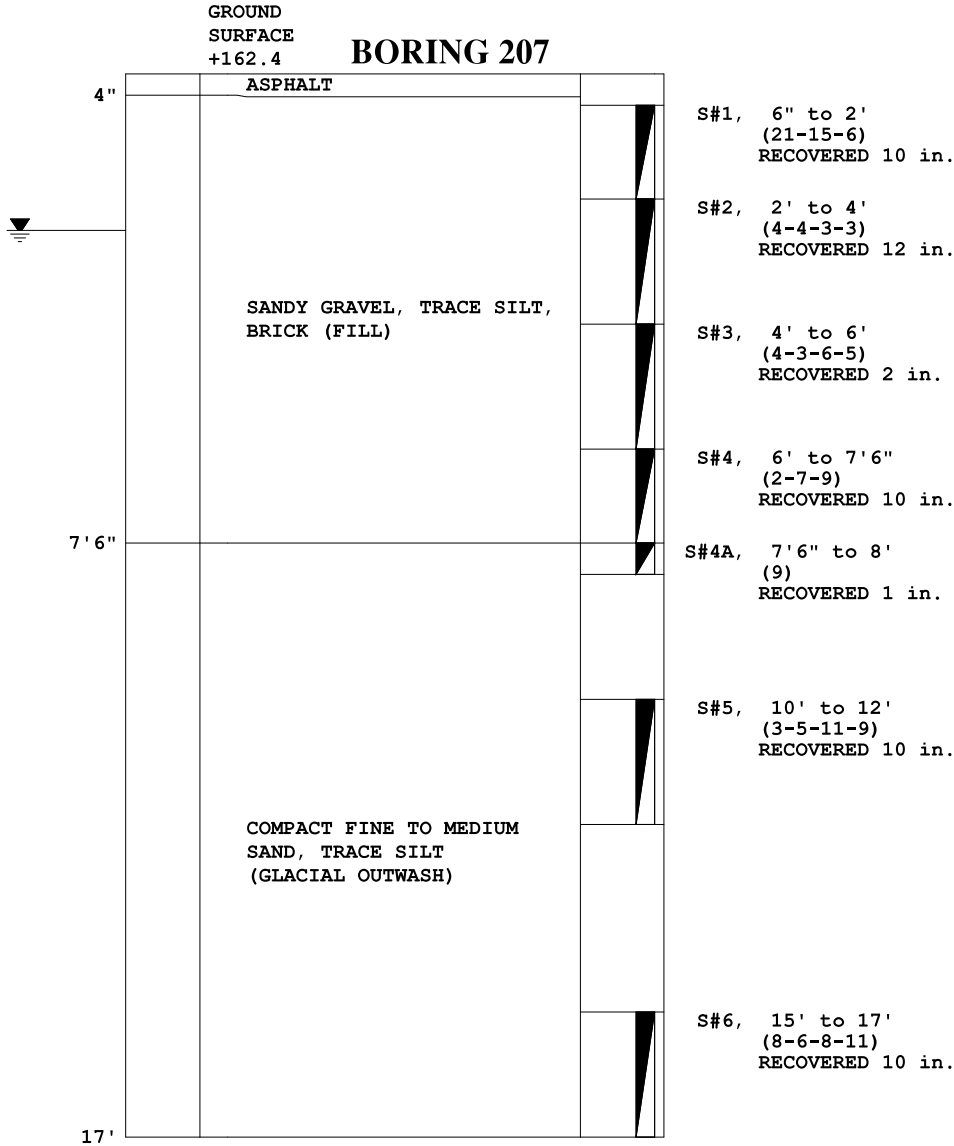 GROUND
SURFACE
+162.4
BORING 207
ASPHALT
4"
S#1, 6" to 2'
(21-15-6)
RECOVERED 10 in.
S#2, 2' to 4'
(4-4-3-3)
RECOVERED 12 in.
SANDY GRAVEL, TRACE SILT,
BRICK (FILL)
S#3, 4' to 6'
(4-3-6-5)
RECOVERED 2 in.
S#4, 6' to 7'6"
(2-7-9)
RECOVERED 10 in.
7'6"
S#4A, 7'6" to 8'
(9)
RECOVERED 1 in.
S#5, 10' to 12'
(3-5-11-9)
RECOVERED 10 in.
COMPACT FINE TO MEDIUM
SAND, TRACE SILT
(GLACIAL OUTWASH)
S#6, 15' to 17'
(8-6-8-11)
RECOVERED 10 in.
17'